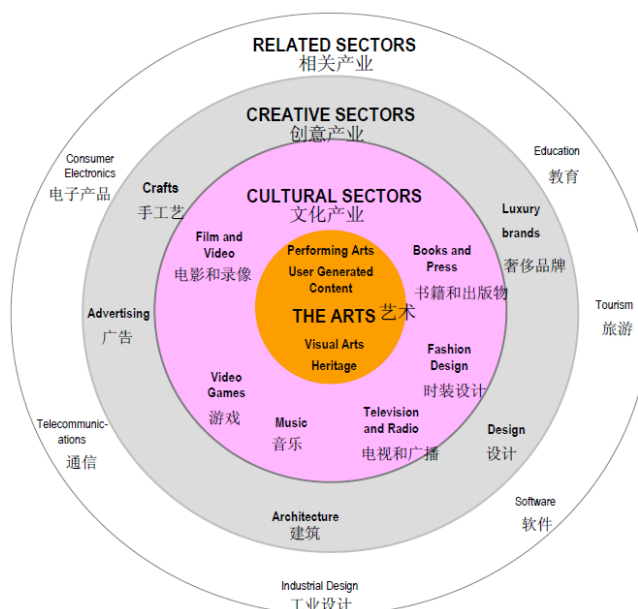 RELATED SECTORS
相关产业
CREATIVE SECTORS
创意产业
Consumer
Electronics
电子产品
Education
教育
Crafts
手工艺
CULTURAL SECTORS
文化产业
Luxury
brands
奢侈品牌
Film and
Video
电影和录像
Performing Arts
User Generated
Content
Books and
Press
书籍和出版物
THE ARTS 艺术
Advertising
广告
Tourism
旅游
Visual Arts
Heritage
Fashion
Design
时装设计
Video
Games
游戏
Music
音乐
Television
and Radio
电视和广播
Telecommunic-
ations
通信
Design
设计
Software
软件
Architecture
建筑
Industrial Design
工业设计